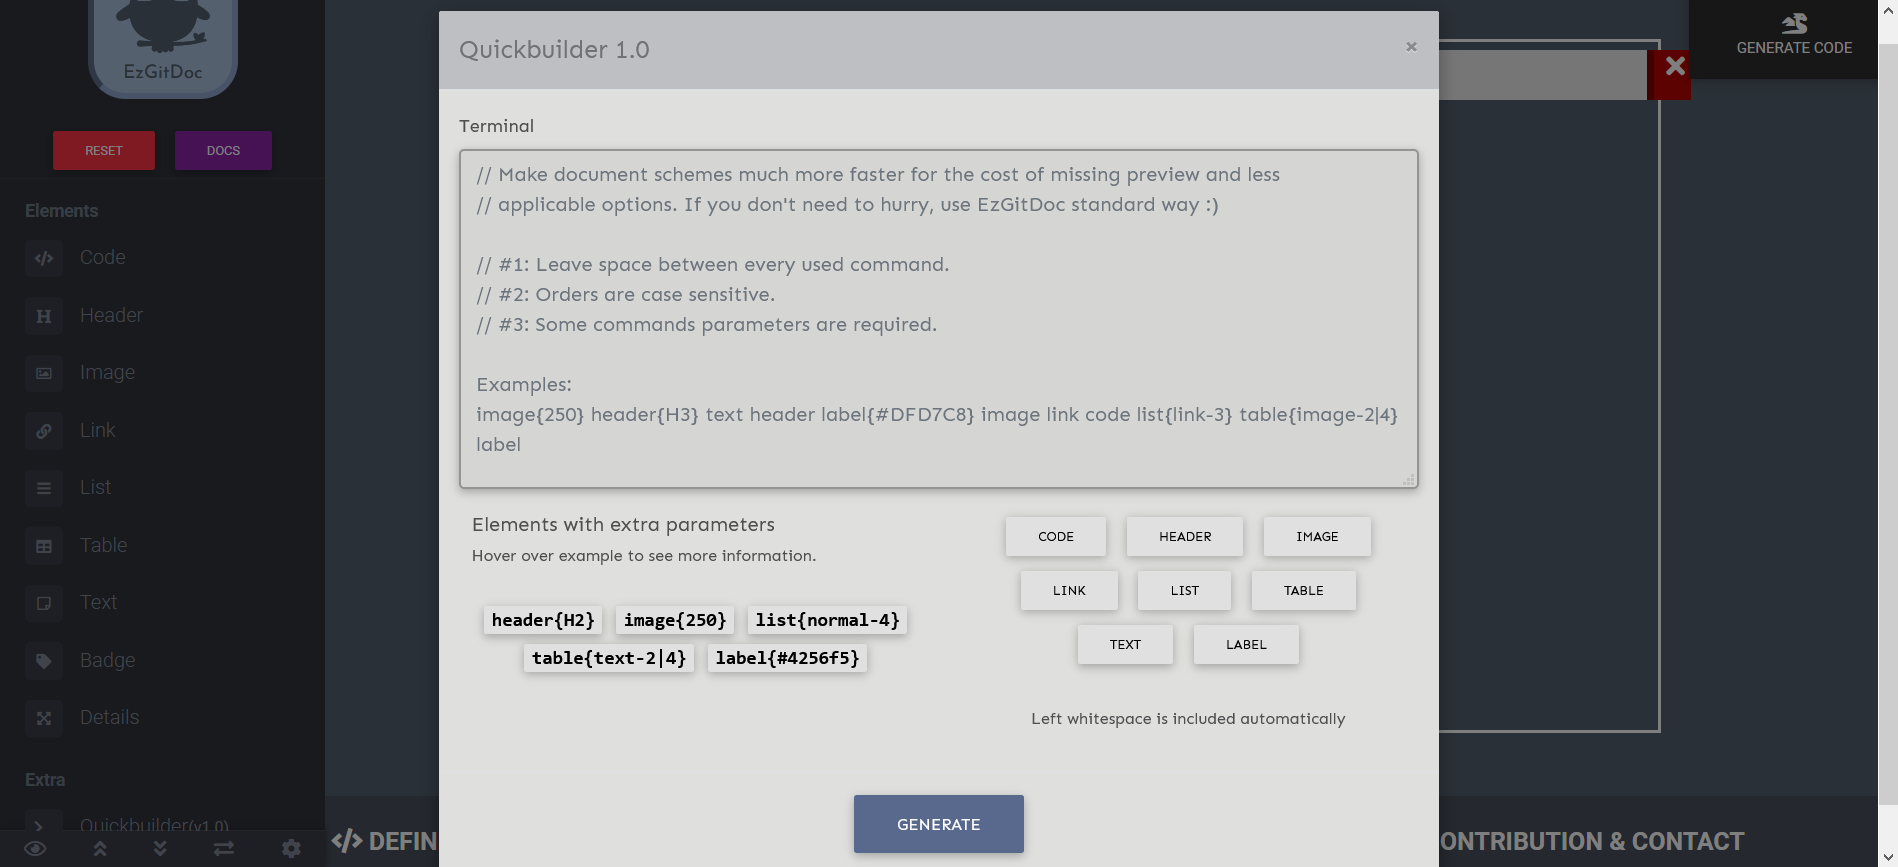 EzGitDoc
RESET
DOCS
Elements
Code
Header
Image
Link
List
Table
Text
Badge
Details
Extra
Quickbuilder(v1.0)
Quickbuilder 1.0
×
Terminal
// Make document schemes much more faster for the cost of missing preview and less
// applicable options. If you don't need to hurry, use EzGitDoc standard way :)
// #1: Leave space between every used command.
// #2: Orders are case sensitive.
// #3: Some commands parameters are required.
Examples:
image{250} header{H3} text header label{#DFD7C8} image link code list{link-3} table{image-2|4}
label
Elements with extra parameters
Hover over example to see more information.
header{H2} image{250} list{normal-4}
table{text-2|4} label{#4256f5}
CODE HEADER IMAGE
LINK LIST TABLE
TEXT LABEL
Left whitespace is included automatically
GENERATE
GENERATE CODE
</> DEFIN
ONTRIBUTION & CONTACT